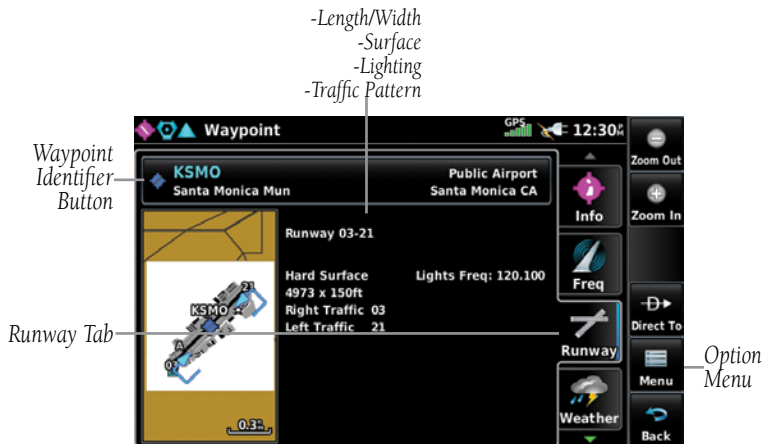 -Length/Width
-Surface
-Lighting
-Traffic Pattern
Waypoint
GPS
12:30
Zoom Out
Waypoint
Identifier
Button
KSMO
Public Airport
Santa Monica Mun
Santa Monica CA
Info
Zoom In
Runway 03-21
Hard Surface
Lights Freq: 120.100
4973 x 150ft
Right Traffic 03
Left Traffic 21
Freq
21
KSMO
A
03
0.3
Direct To
Runway Tab
Runway
Menu
Option
Menu
Weather
Back